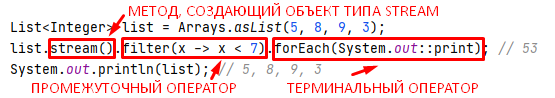 МЕТОД, СОЗДАЮЩИЙ ОБЪЕКТ ТИПА STREAM
List<Integer> list = Arrays.asList(5, 8, 9, 3);
list.stream().filter(x -> x < 7).forEach(System.out::print); // 53
System.out.println(list); // 5, 8, 9, 3
ПРОМЕЖУТОЧНЫЙ ОПЕРАТОР ТЕРМИНАЛЬНЫЙ ОПЕРАТОР